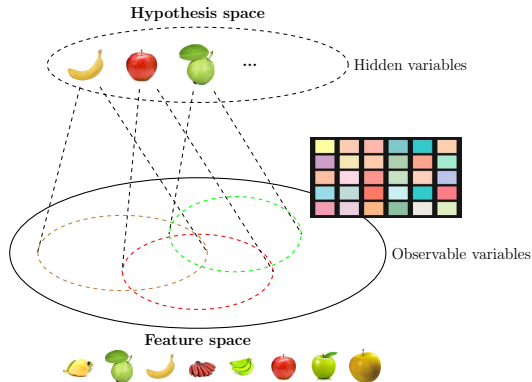 Hypothesis space
...
Hidden variables
Observable variables
Feature space